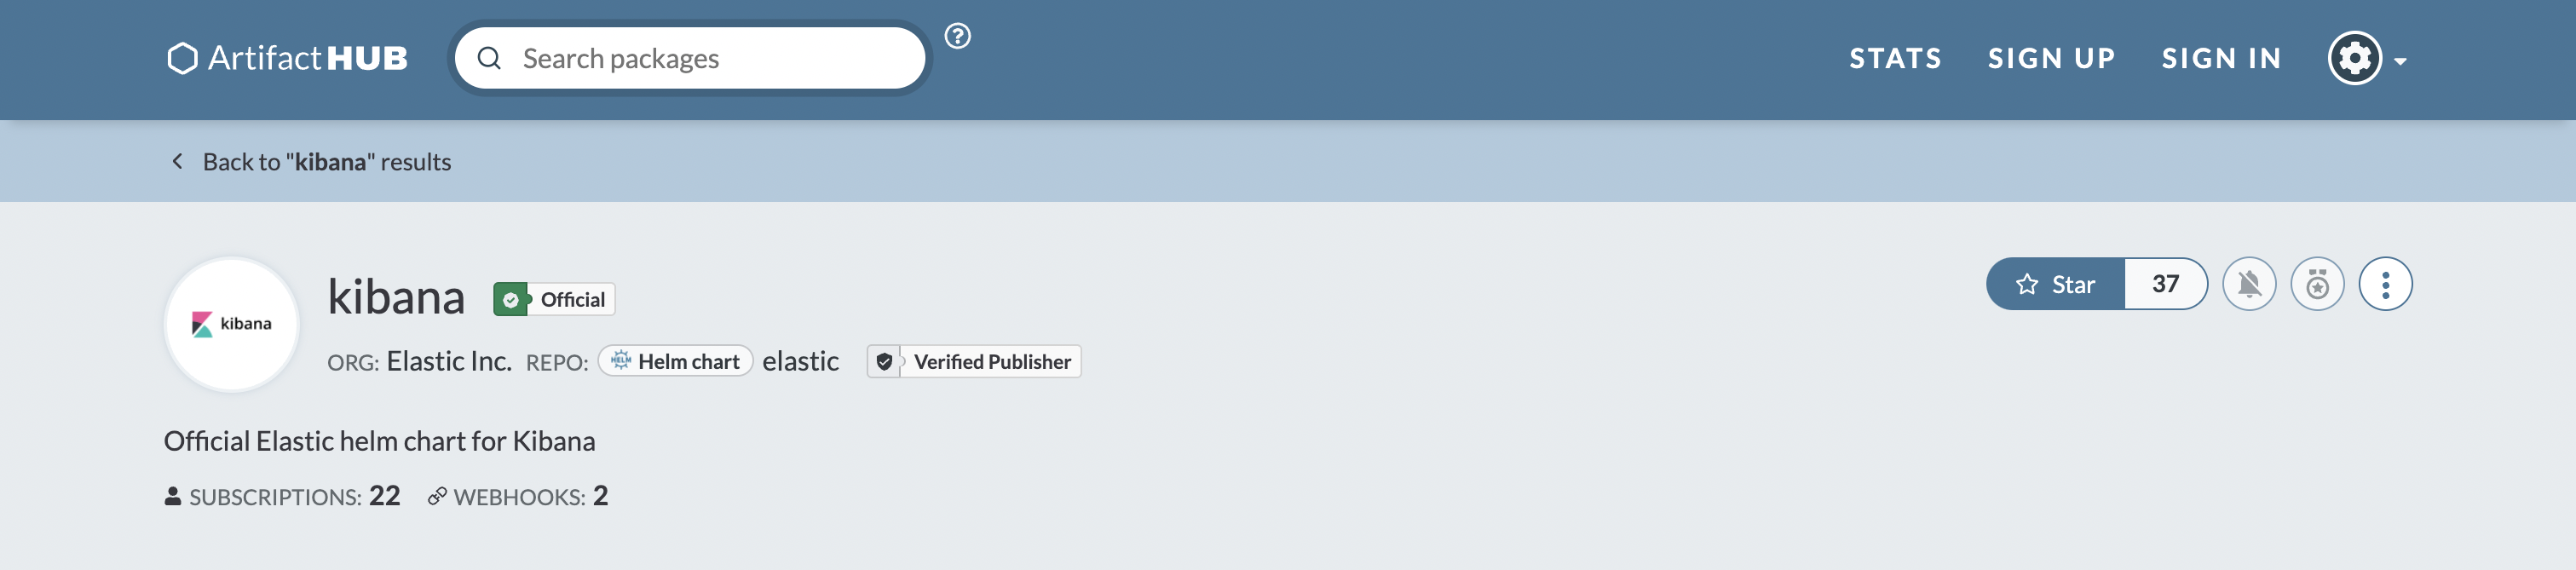 Artifact HUB
Search packages
?
STATS SIGN UP SIGN IN
Back to "kibana" results
kibana
kibana Official
ORG: Elastic Inc. REPO: HELM Helm chart elastic Verified Publisher
Star 37
Official Elastic helm chart for Kibana
SUBSCRIPTIONS: 22 WEBHOOKS: 2